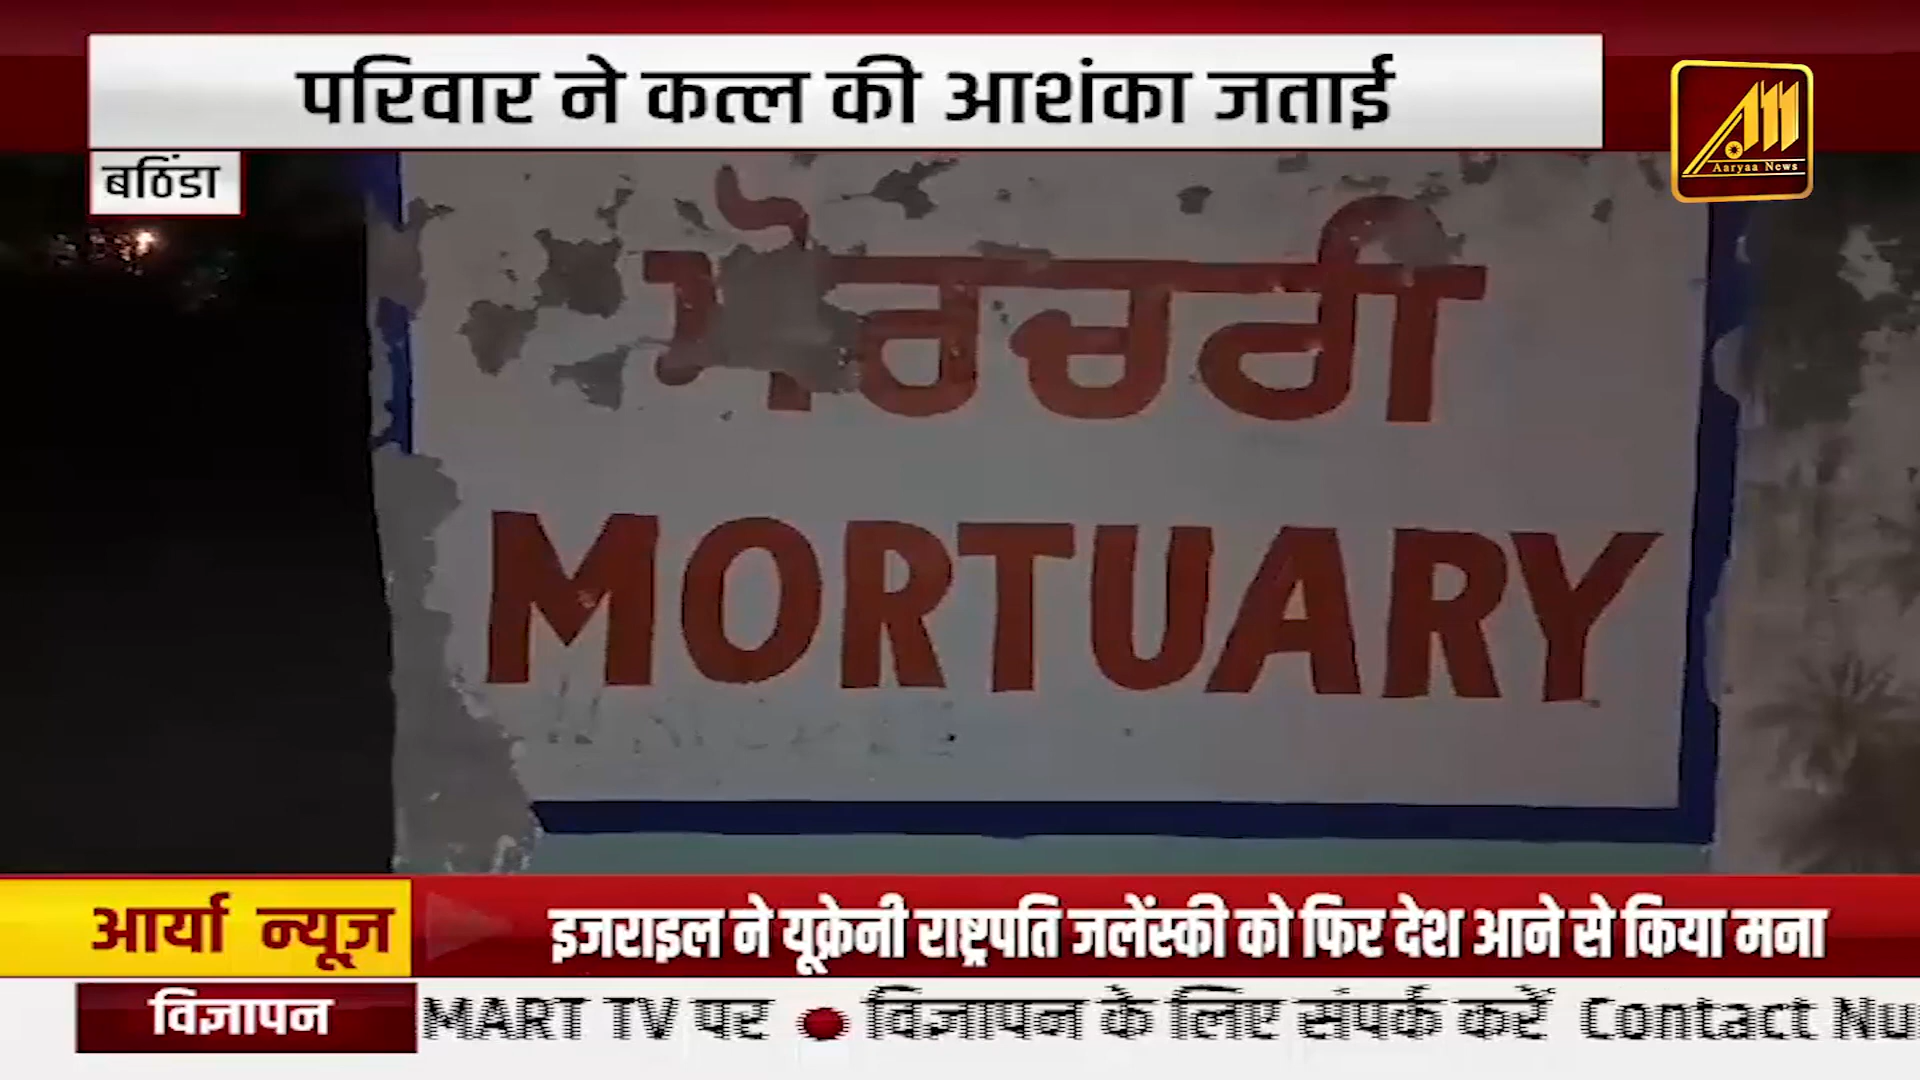 परिवार ने कत्ल की आशंका जताई
Aaryaa News
बठिंडा
ਮੋਰਚਰੀ
MORTUARY
आर्या न्यूज़
इजराइल ने यूक्रेनी राष्ट्रपति जलेंस्की को फिर देश आने से किया मना
विज्ञापन
MART TV पर ● विज्ञापन के लिए संपर्क करें Contact Nu